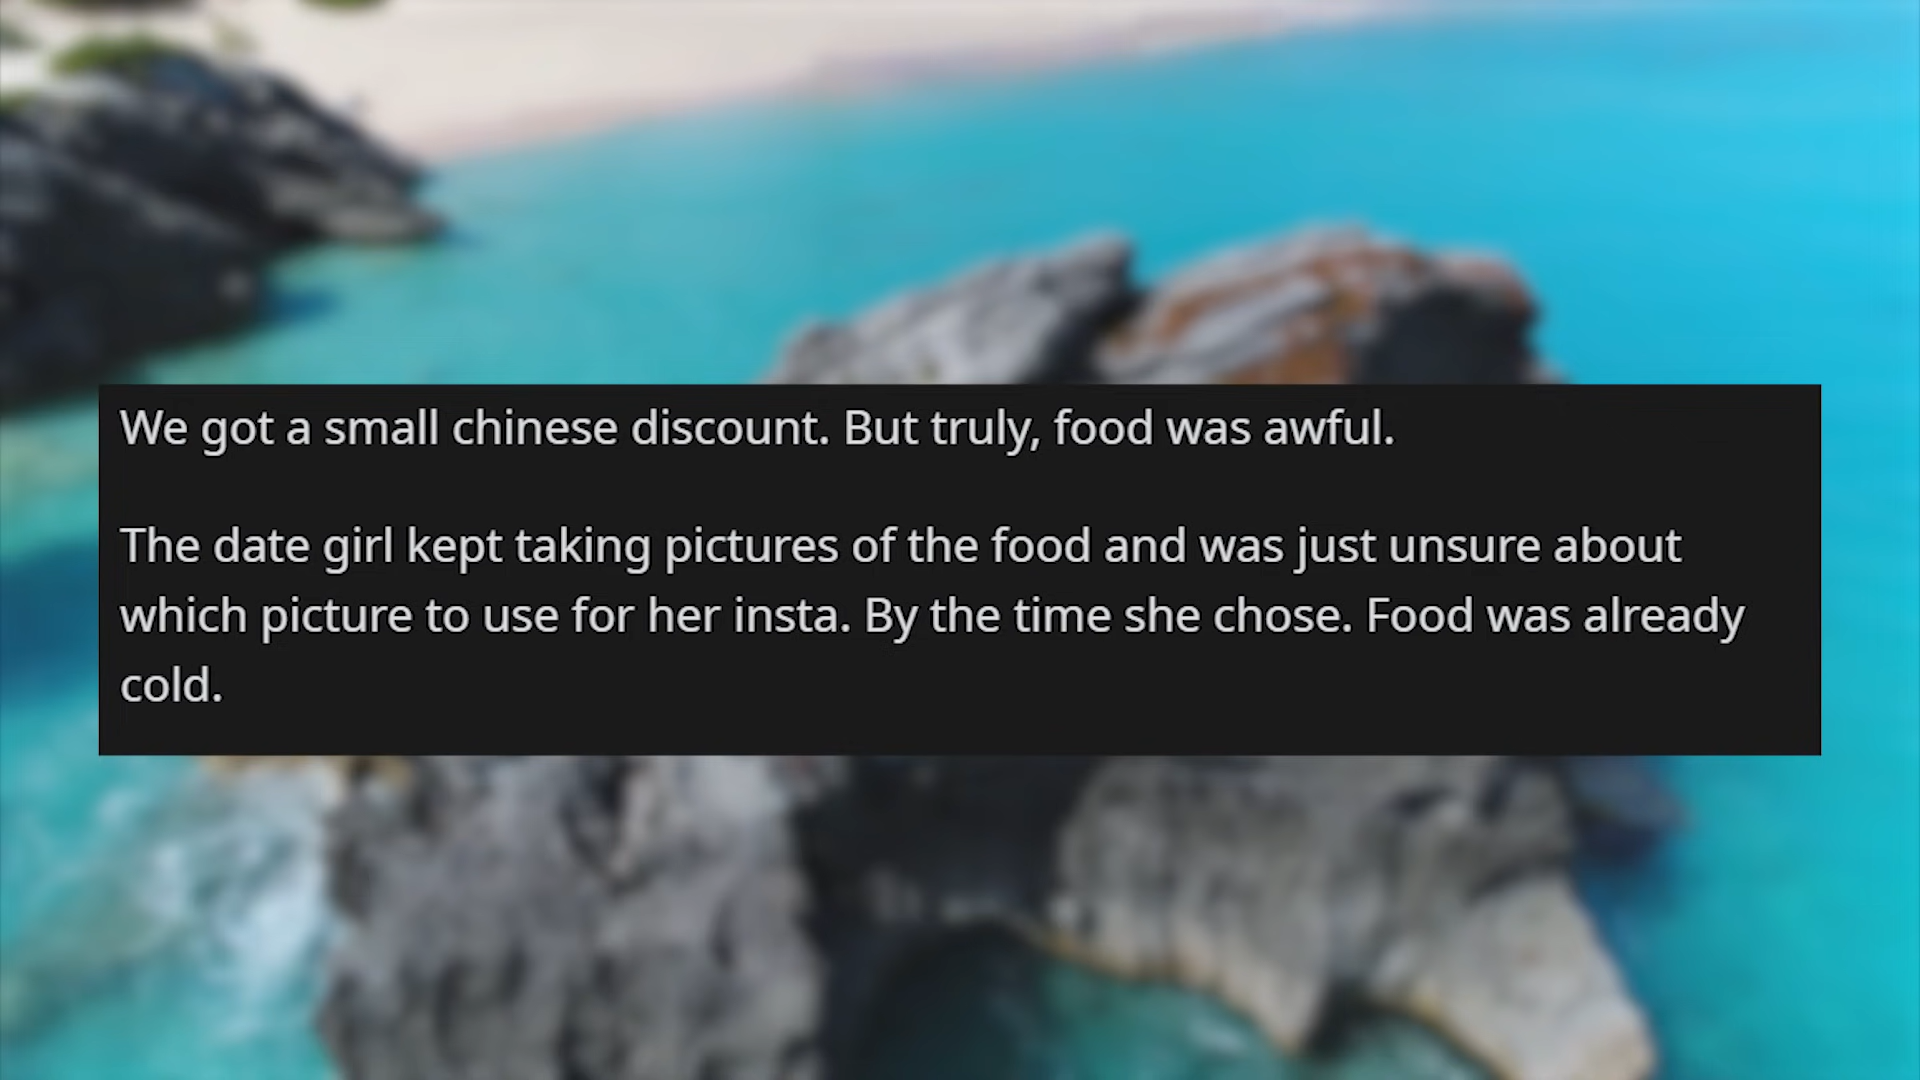 We got a small chinese discount. But truly, food was awful.
The date girl kept taking pictures of the food and was just unsure about
which picture to use for her insta. By the time she chose. Food was already
cold.